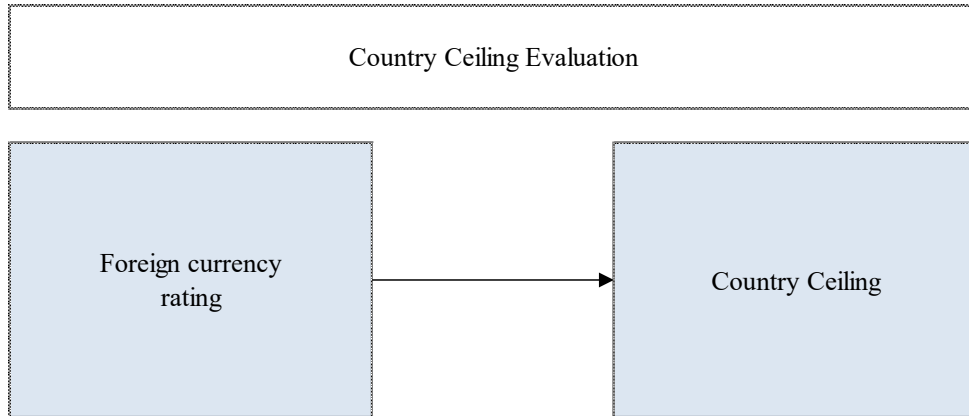 Country Ceiling Evaluation
Foreign currency
rating
Country Ceiling